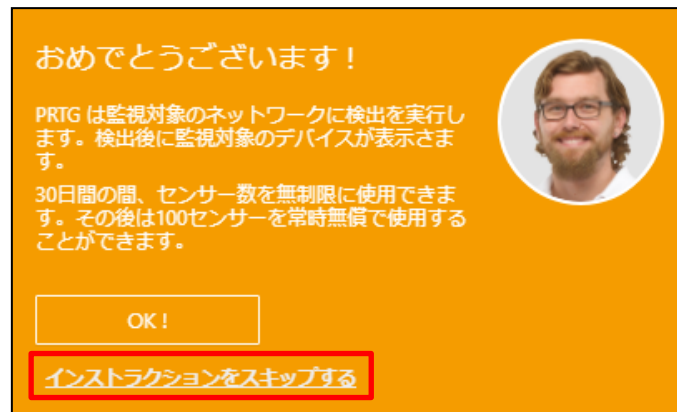 おめでとうございます！
PRTG は監視対象のネットワークに検出を実行し
ます。検出後に監視対象のデバイスが表示さま
す。
30日間の間、センサー数を無制限に使用できま
す。その後は100センサーを常時無償で使用する
ことができます。
OK！
インストラクションをスキップする